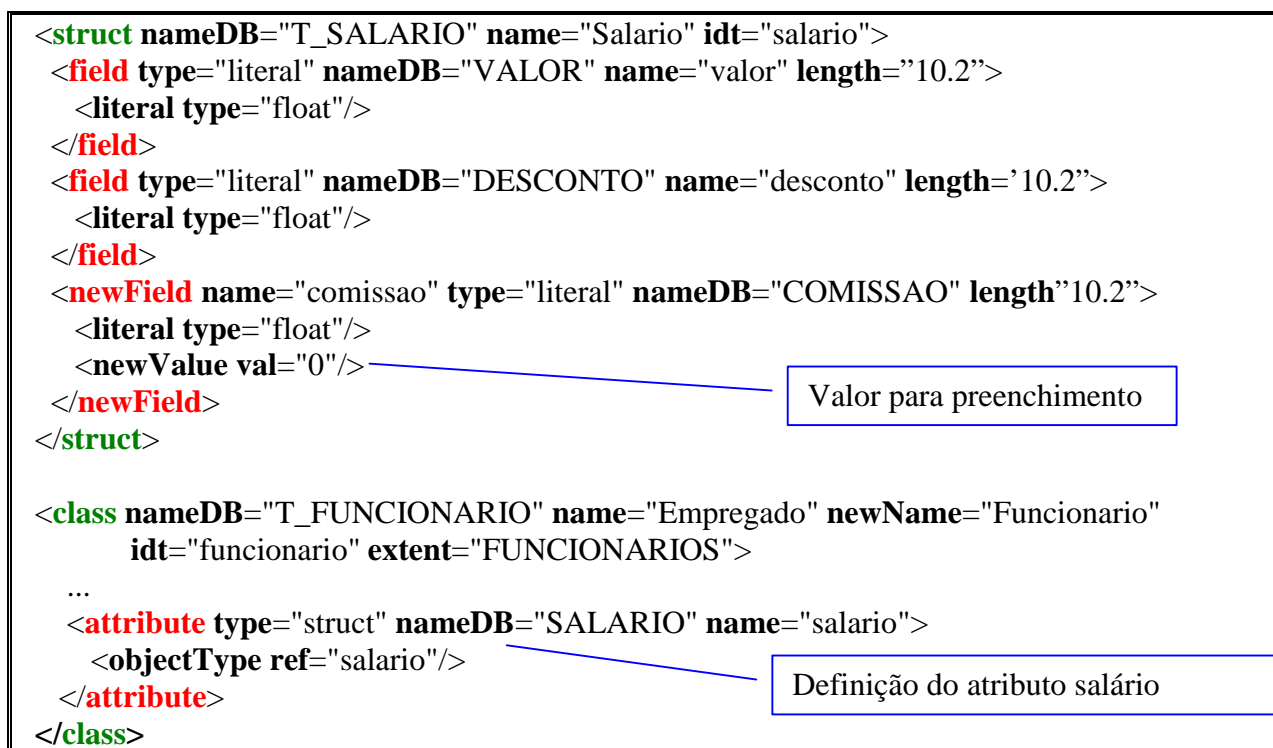 <struct nameDB="T_SALARIO" name="Salario" idt="salario">
<field type="literal" nameDB="VALOR" name="valor" length=”10.2”>
<literal type="float"/>
</field>
<field type="literal" nameDB="DESCONTO" name="desconto" length=’10.2”>
<literal type="float"/>
</field>
<newField name="comissao" type="literal" nameDB="COMISSAO" length”10.2”>
<literal type="float"/>
<newValue val="0"/>
Valor para preenchimento
</newField>
</struct>
<class nameDB="T_FUNCIONARIO" name="Empregado" newName="Funcionario"
idt="funcionario" extent="FUNCIONARIOS">
...
<attribute type="struct" nameDB="SALARIO" name="salario">
<objectType ref="salario"/>
Definição do atributo salário
</attribute>
</class>